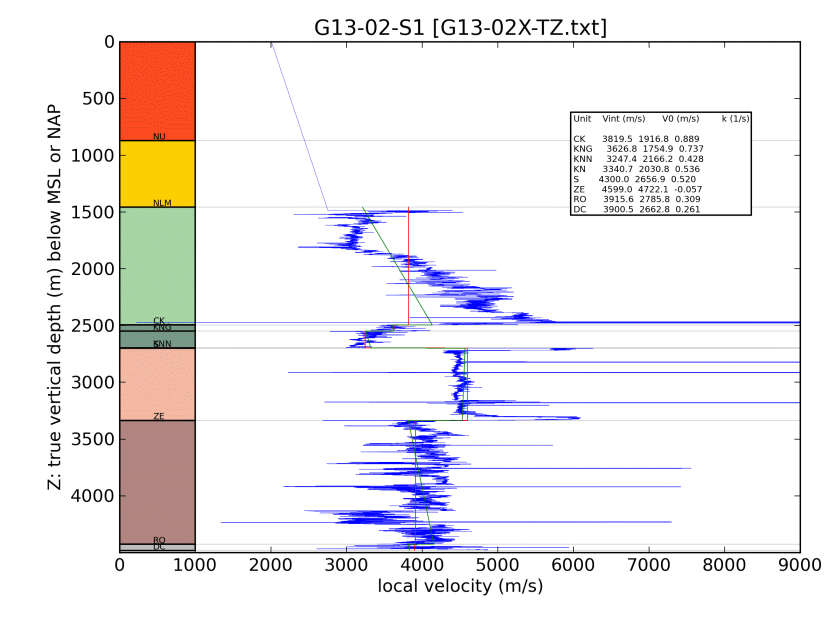 G13-02-S1 [G13-02X-TZ.txt]
Z: true vertical depth (m) below MSL or NAP
0
500
1000
1500
2000
2500
3000
3500
4000
NU
NLM
CK
KNG
KNN
ZE
RO
DC
Unit Vint (m/s) V0 (m/s) k (1/s)
CK 3819.5 1916.8 0.889
KNG 3626.8 1754.9 0.737
KNN 3247.4 2166.2 0.428
KN 3340.7 2030.8 0.536
S 4300.0 2656.9 0.520
ZE 4599.0 4722.1 -0.057
RO 3915.6 2785.8 0.309
DC 3900.5 2662.8 0.261
0 1000 2000 3000 4000 5000 6000 7000 8000 9000
local velocity (m/s)